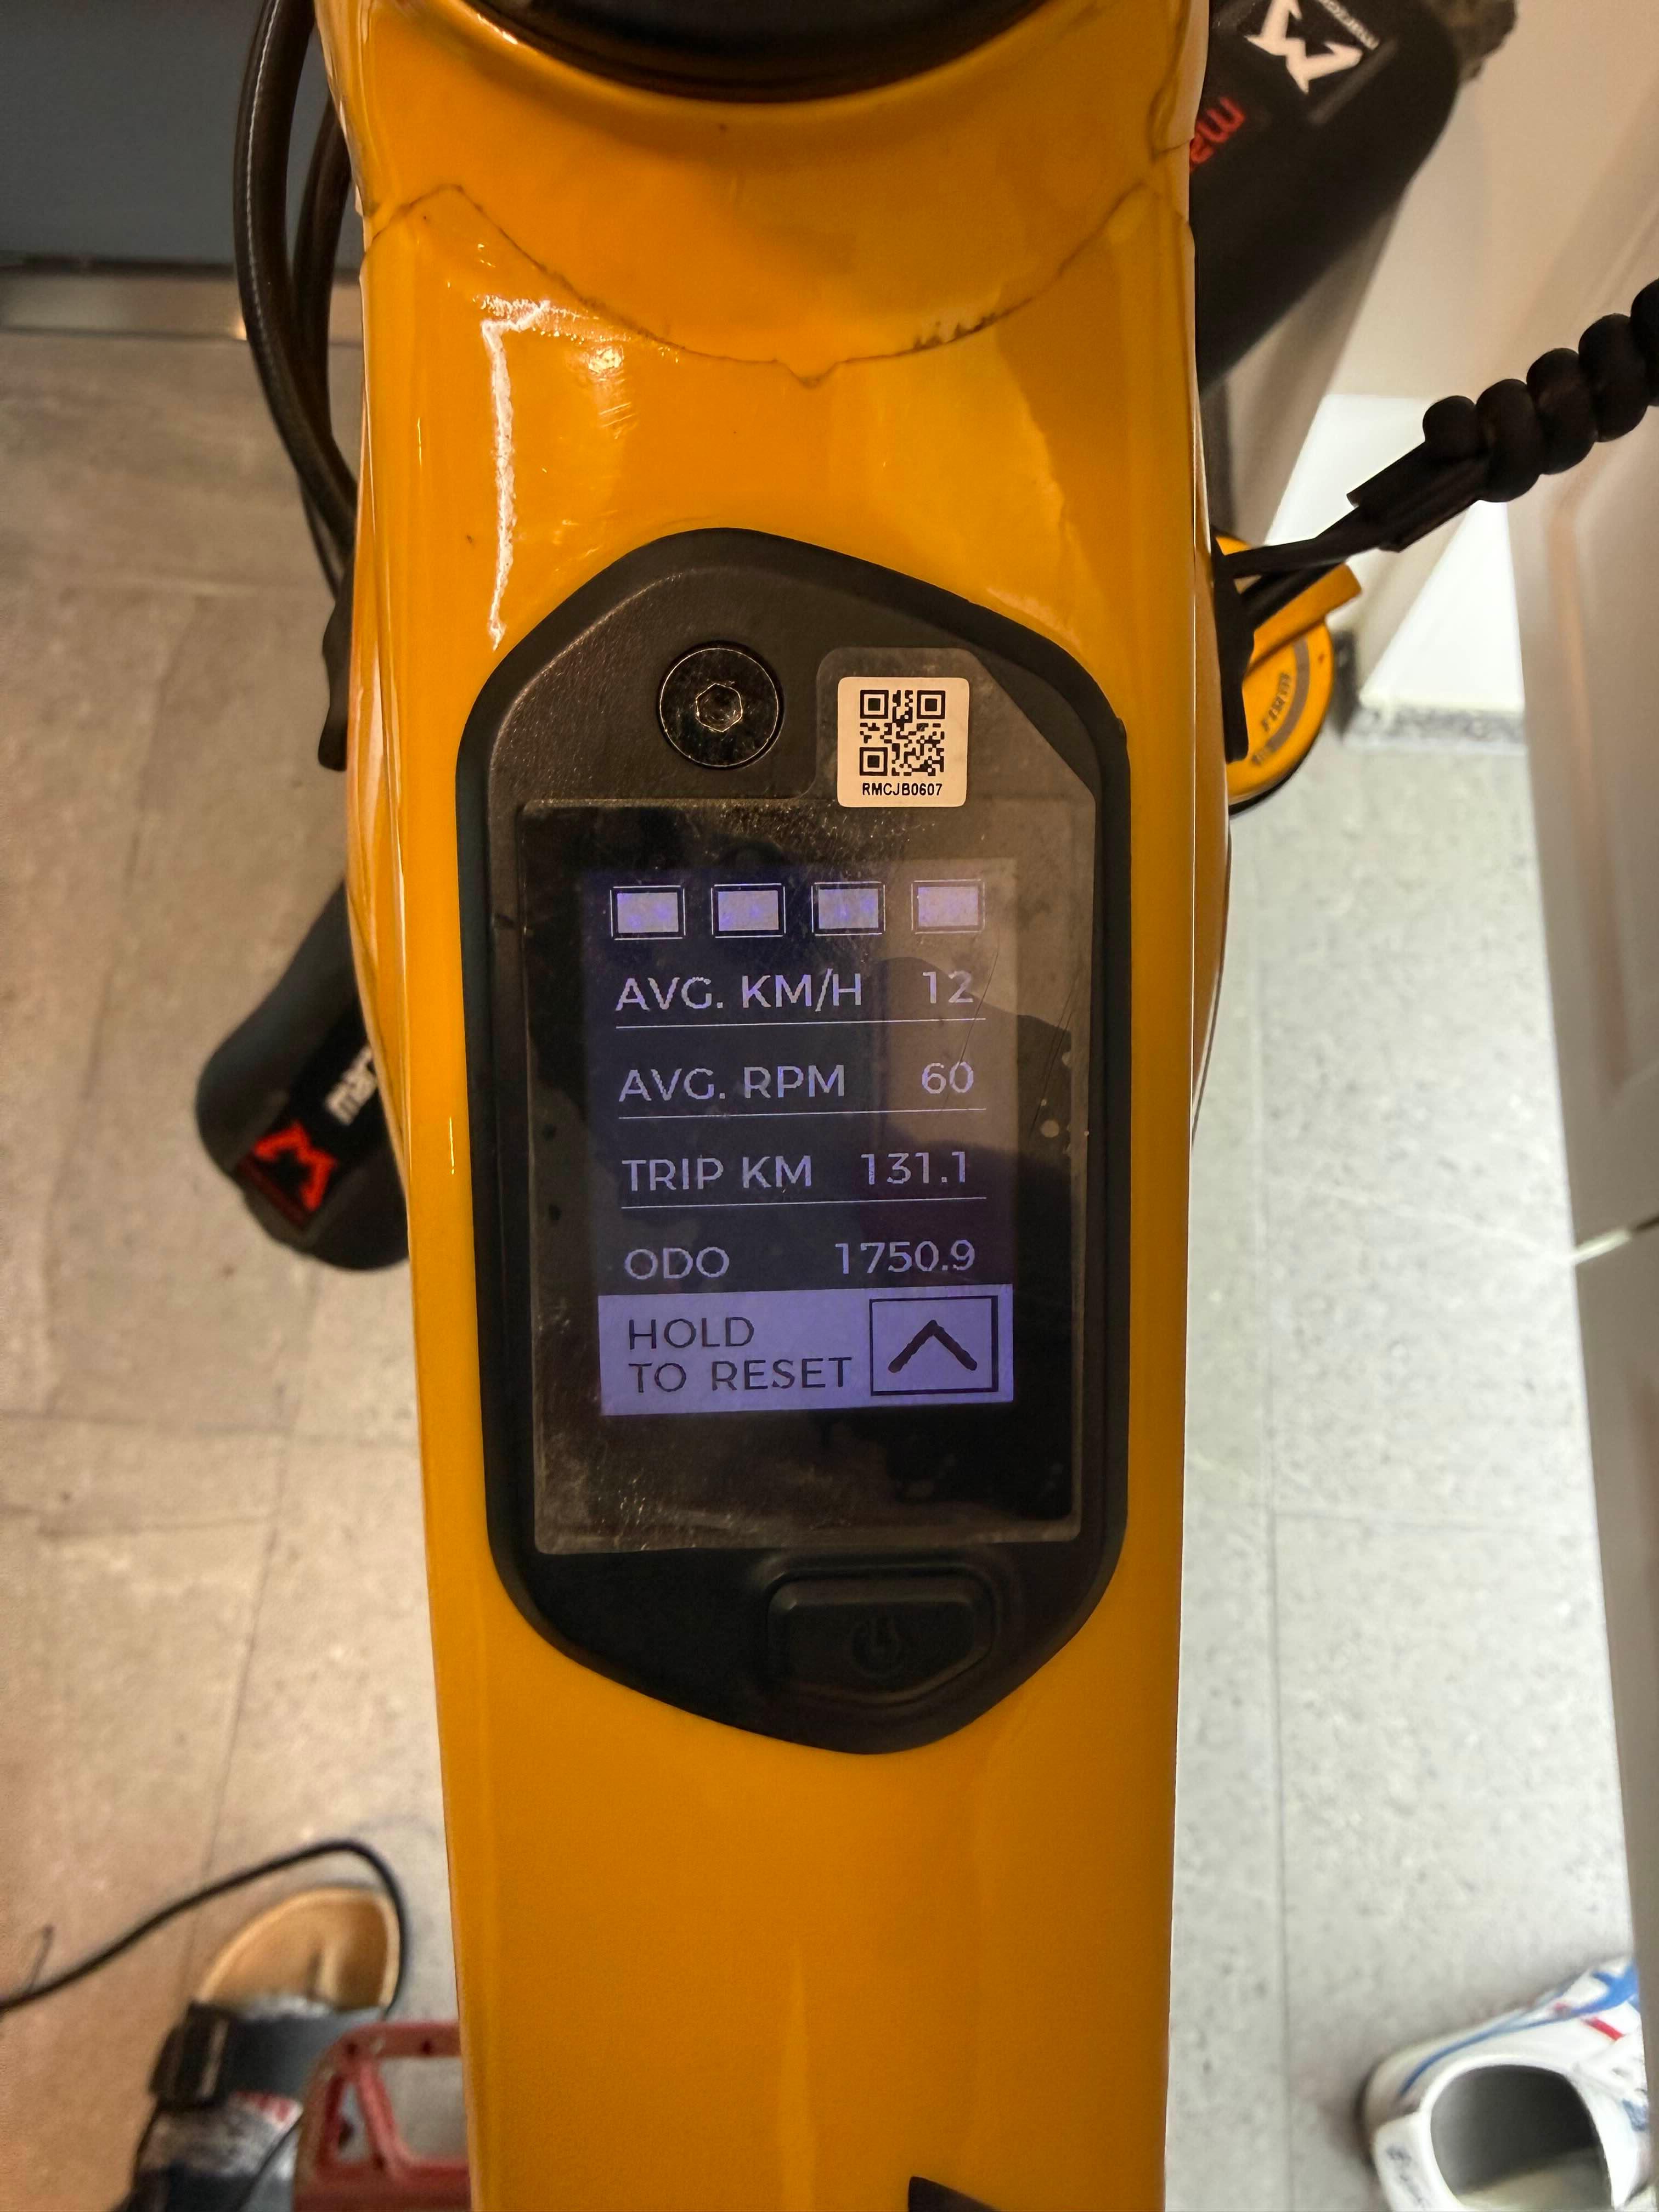 RMCJB0607
AVG. KM/H 12
AVG. RPM 60
TRIP KM 131.1
ODO 1750.9
HOLD
TO RESET